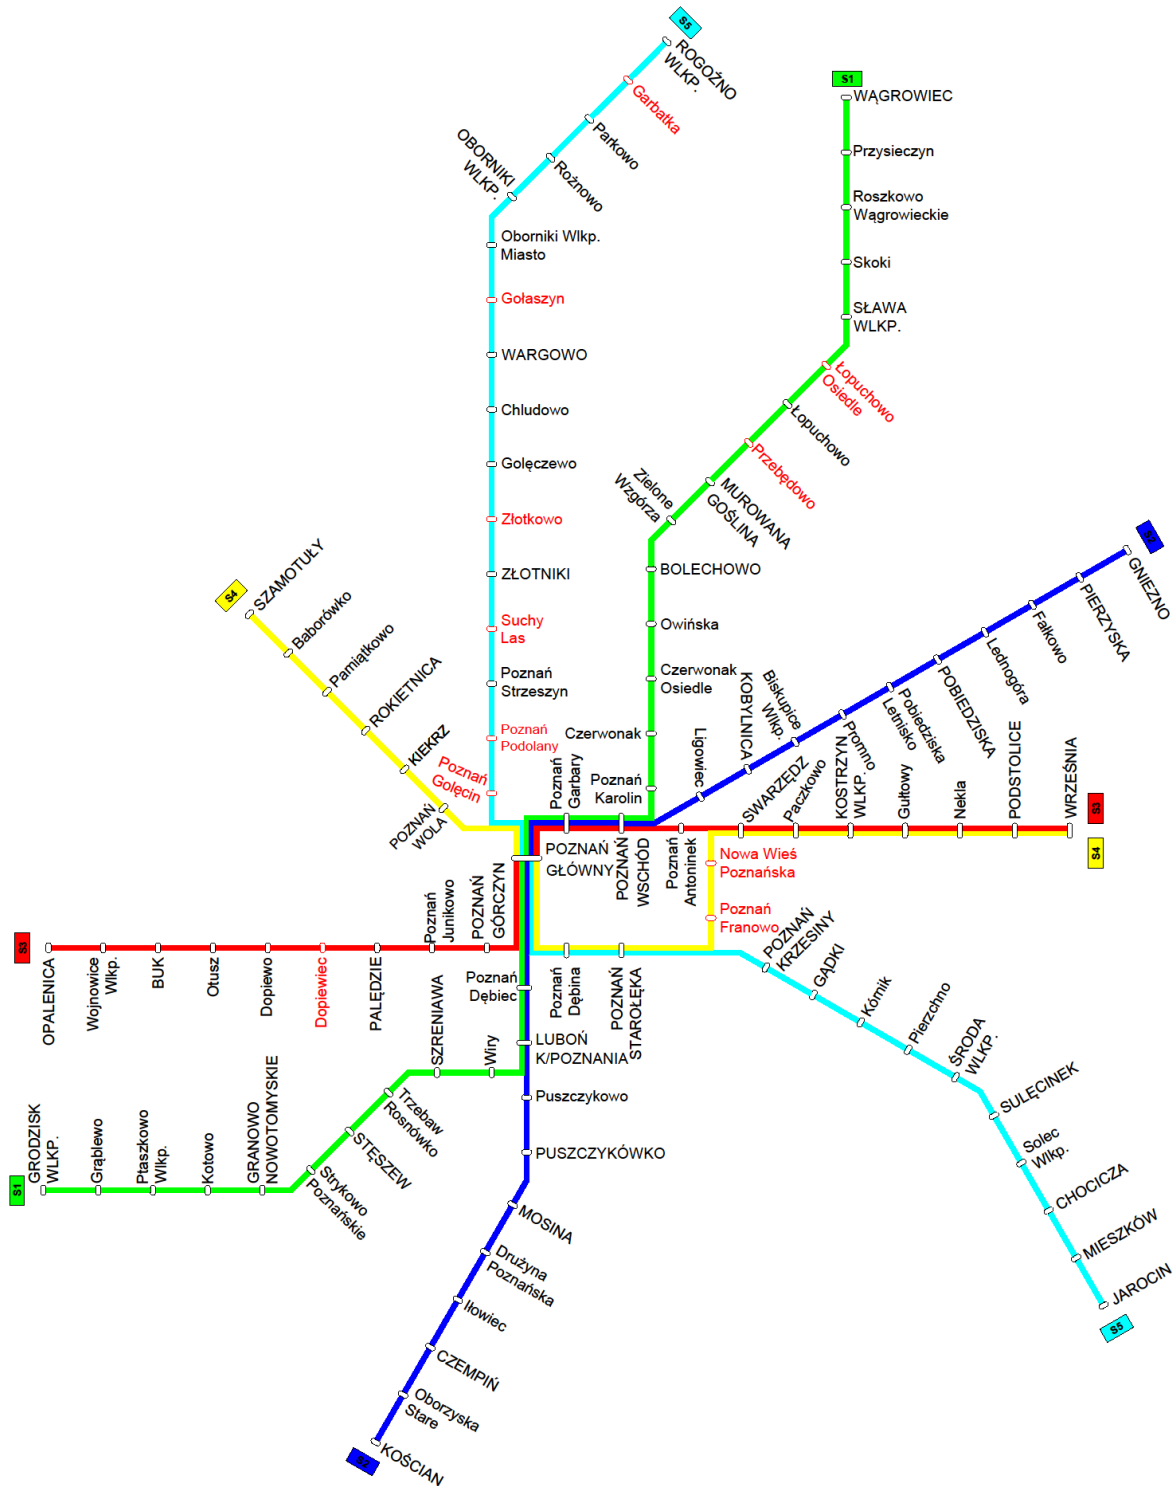 S5
ROGOŹNO
WLKP.
Garbatka
Parkowo
Rożnowo
OBORNIKI
WLKP.
Oborniki Wlkp.
Miasto
Gołaszyn
WARGOWO
Chludowo
Golęczewo
Złotkowo
ZŁOTNIKI
Suchy
Las
Poznań
Strzeszyn
Poznań
Podolany
Poznań
Golęcin
S1
WĄGROWIEC
Przysieczyn
Roszkowo
Wągrowieckie
Skoki
SŁAWA
WLKP.
Łopuchowo
Osiedle
Łopuchowo
Przebędowo
MUROWANA
GOŚLINA
Zielone
Wzgórza
BOLECHOWO
Owińska
Czerwonak
Osiedle
Czerwonak
Poznań
Karolin
S4
SZAMOTUŁY
Baborówko
Pamiątkowo
ROKIETNICA
KIEKRZ
POZNAŃ
WOLA
S2
GNIEZNO
PIERZYSKA
Fałkowo
Lednogóra
POBIEDZISKA
Pobiedziska
Letnisko
Promno
Biskupice
Wlkp.
KOBYLNICA
Ligowiec
Poznań
Garbary
POZNAŃ
WSCHÓD
POZNAŃ
GŁÓWNY
Poznań
Antoninek
SWARZĘDZ
Paczkowo
KOSTRZYN
WLKP.
Gułtowy
Nekla
PODSTOLICE
WRZEŚNIA
S3
S4
Nowa Wieś
Poznańska
Poznań
Franowo
S3
OPALENICA
Wojnowice
Wlkp.
BUK
Otusz
Dopiewo
Dopiewiec
PALĘDZIE
Poznań
Junikowo
POZNAŃ
GÓRCZYN
Poznań
Dębina
POZNAŃ
STAROŁĘKA
POZNAŃ
KRZESINY
GĄDKI
Kórnik
Pierzchno
ŚRODA
WLKP.
SULĘCINEK
Solec
Wlkp.
CHOCICZA
MIESZKÓW
JAROCIN
S5
Poznań
Dębiec
LUBOŃ
K/POZNANIA
Wiry
SZRENIAWA
Trzebaw
Rosnówko
STĘSZEW
Strykowo
Poznańskie
GRANOWO
NOWOTOMYSKIE
Kotowo
Ptaszkowo
Wlkp.
Grąblewo
GRODZISK
WLKP.
S1
Puszczykowo
PUSZCZYKÓWKO
MOSINA
Drużyna
Poznańska
Iłowiec
CZEMPIŃ
Oborzyska
Stare
KOŚCIAN
S2